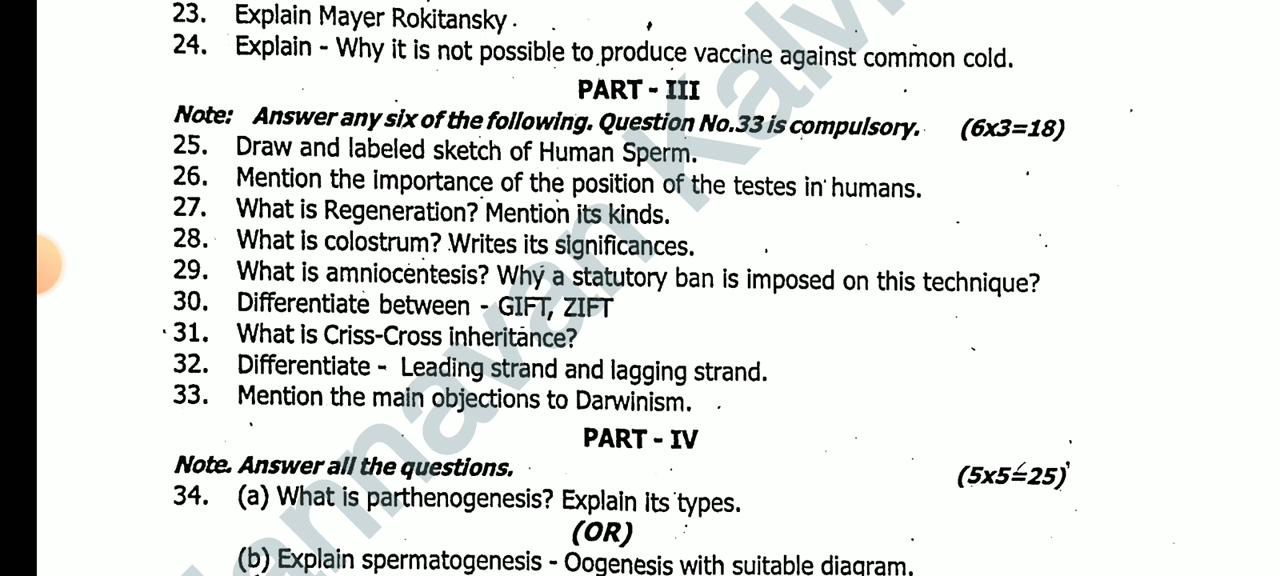 23. Explain Mayer Rokitansky.
24. Explain - Why it is not possible to produce vaccine against common cold.
PART - III
Note: Answer any six of the following. Question No.33 is compulsory. (6x3=18)
25. Draw and labeled sketch of Human Sperm.
26. Mention the importance of the position of the testes in humans.
27. What is Regeneration? Mention its kinds.
28. What is colostrum? Writes its significances.
29. What is amniocentesis? Why a statutory ban is imposed on this technique?
30. Differentiate between - GIFT, ZIFT
31. What is Criss-Cross inheritance?
32. Differentiate - Leading strand and lagging strand.
33. Mention the main objections to Darwinism.
PART - IV
Note. Answer all the questions. (5x5=25)
34. (a) What is parthenogenesis? Explain its types.
(OR)
(b) Explain spermatogenesis - Oogenesis with suitable diagram.